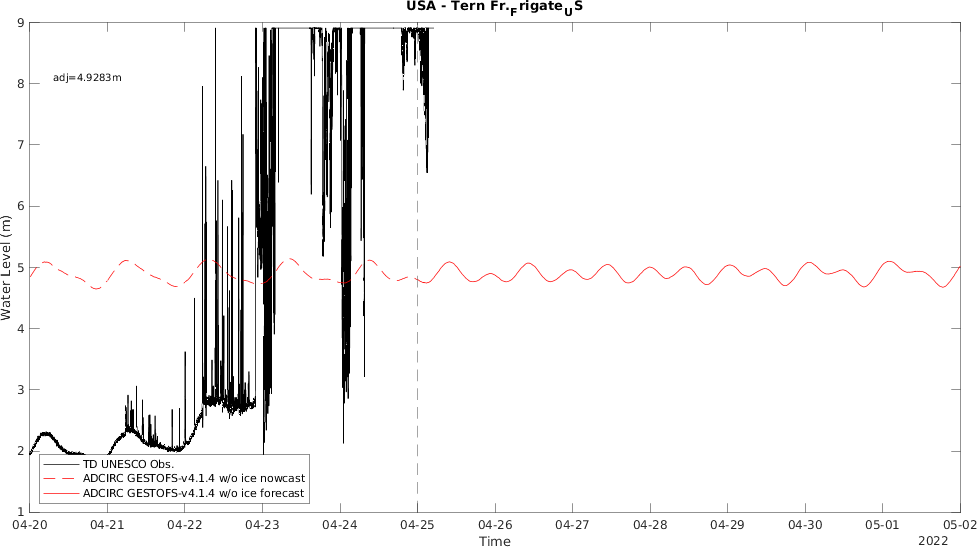 USA - Tern Fr.FrigateUS
9
adj=4.9283m
8
7
6
5
4
3
2
1
Water Level (m)
TD UNESCO Obs.
ADCIRC GESTOFS-v4.1.4 w/o ice nowcast
ADCIRC GESTOFS-v4.1.4 w/o ice forecast
04-20 04-21 04-22 04-23 04-24 04-25 04-26 04-27 04-28 04-29 04-30 05-01 05-02
Time
2022